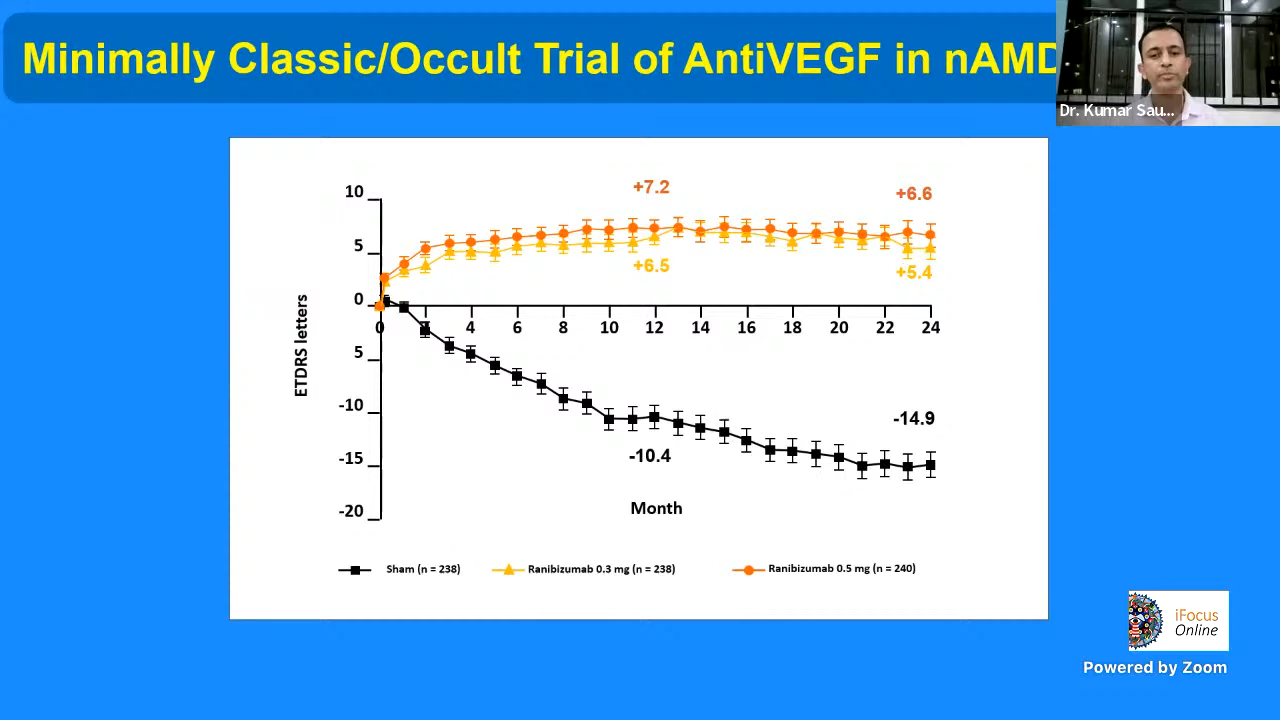 Minimally Classic/Occult Trial of AntiVEGF in nAMD
Dr. Kumar Sau...
+7.2
+6.6
10
5
+6.5
+5.4
0
0 4 6 8 10 12 14 16 18 20 22 24
ETDRS letters
5
-10
-14.9
-10.4
-15
Month
-20
Sham (n = 238) Ranibizumab 0.3 mg (n = 238) Ranibizumab 0.5 mg (n = 240)
iFocus
Online
Powered by Zoom